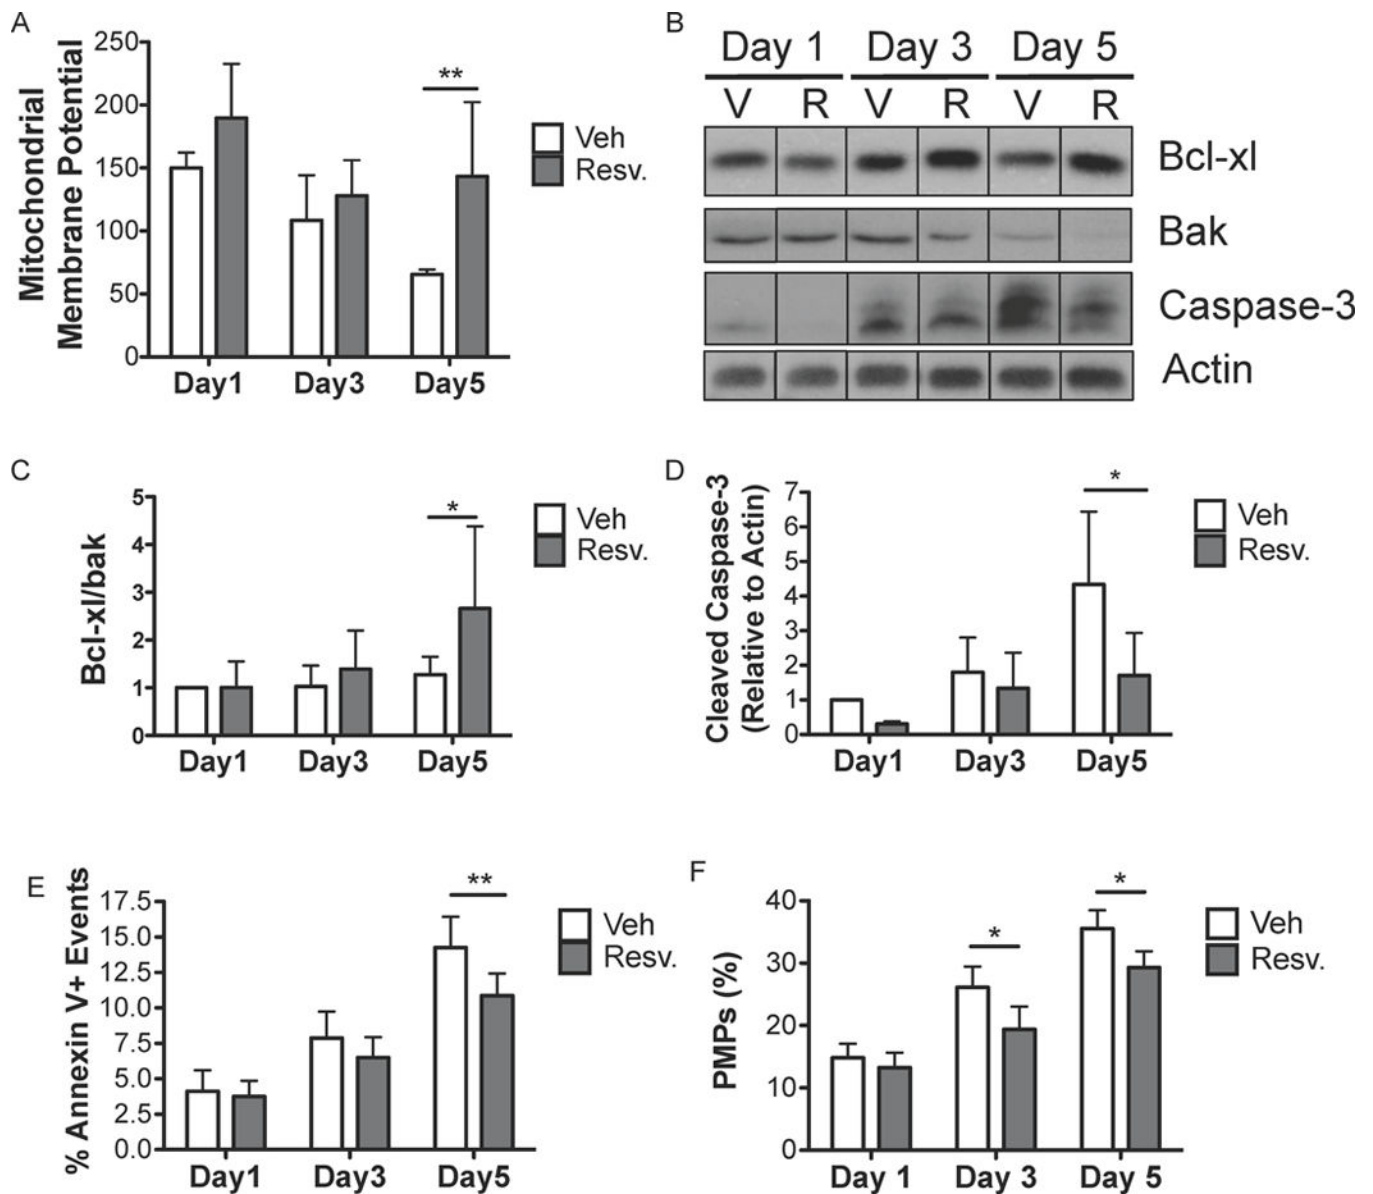 A
Mitochondrial
Membrane Potential
250
200
150
100
50
0
**
Day1
Day3
Day5
Veh
Resv.
B
Day 1 Day 3 Day 5
V R V R V R
Bcl-xl
Bak
Caspase-3
Actin
C
Bcl-xl/bak
5
4
3
2
1
0
*
Day1
Day3
Day5
Veh
Resv.
D
Cleaved Caspase-3
(Relative to Actin)
7
6
5
4
3
2
1
0
*
Day1
Day3
Day5
Veh
Resv.
E
% Annexin V+ Events
17.5
15.0
12.5
10.0
7.5
5.0
2.5
0.0
**
Day1
Day3
Day5
Veh
Resv.
F
PMPs (%)
40
30
20
10
0
*
*
Day 1
Day 3
Day 5
Veh
Resv.